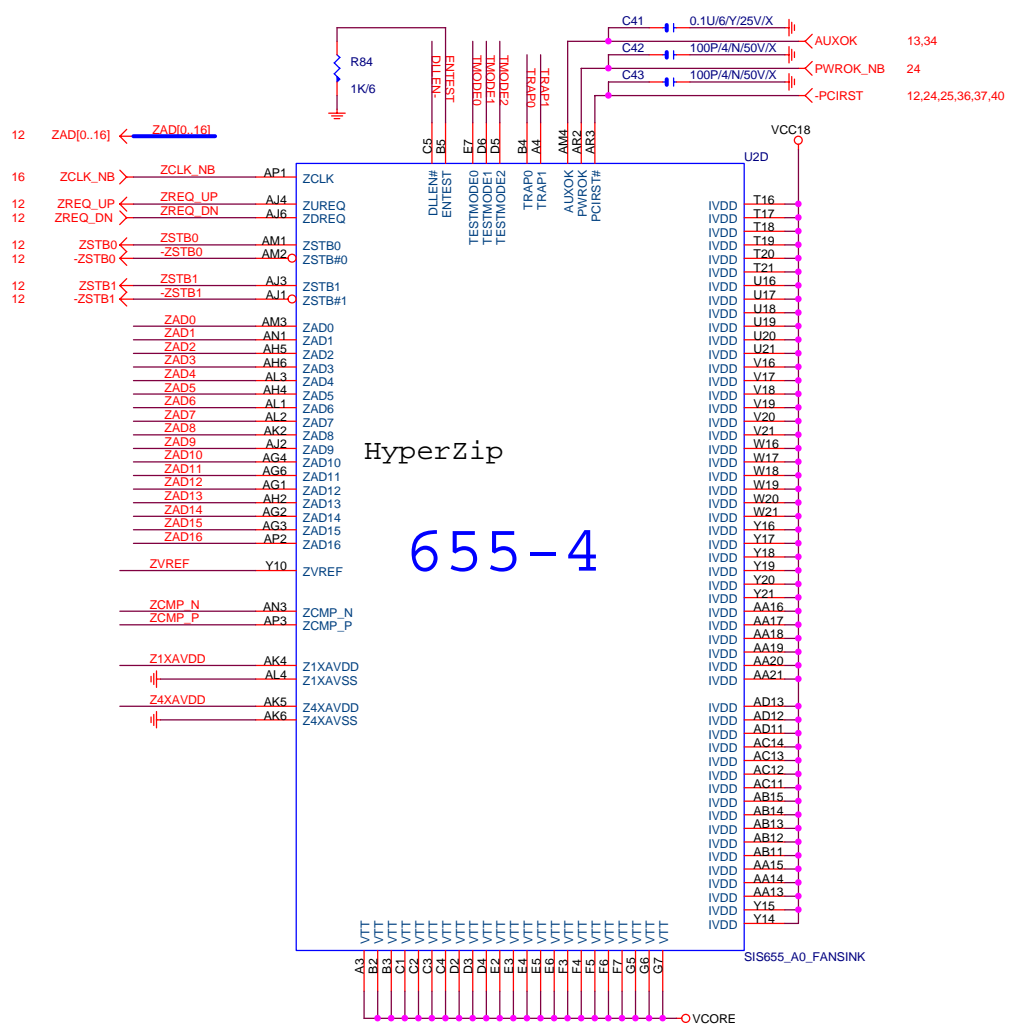 C41 0.1U/6/Y/25V/X
AUXOK 13,34
C42 100P/4/N/50V/X
PWROK_NB 24
C43 100P/4/N/50V/X
-PCIRST 12,24,25,36,37,40
R84
1K/6
DLLEN-
ENTEST
TMODE0
TMODE1
TMODE2
TRAP0
TRAP1
C5
B5
E7
D6
D5
B4
A4
AM4
AR2
AR3
VCC18
U2D
DLLEN#
ENTEST
TESTMODE0
TESTMODE1
TESTMODE2
TRAP0
TRAP1
AUXOK
PWROK
PCIRST#
12 ZAD[0..16] ZAD[0..16]
16 ZCLK_NB ZCLK_NB AP1 ZCLK
12 ZREQ_UP ZREQ_UP AJ4 ZUREQ
12 ZREQ_DN ZREQ_DN AJ6 ZDREQ
12 ZSTB0 ZSTB0 AM1 ZSTB0
12 -ZSTB0 -ZSTB0 AM2 ZSTB#0
12 ZSTB1 ZSTB1 AJ3 ZSTB1
12 -ZSTB1 -ZSTB1 AJ1 ZSTB#1
ZAD0 AM3 ZAD0
ZAD1 AN1 ZAD1
ZAD2 AH5 ZAD2
ZAD3 AH6 ZAD3
ZAD4 AL3 ZAD4
ZAD5 AH4 ZAD5
ZAD6 AL1 ZAD6
ZAD7 AL2 ZAD7
ZAD8 AK2 ZAD8
ZAD9 AJ2 ZAD9
ZAD10 AG4 ZAD10
ZAD11 AG6 ZAD11
ZAD12 AG1 ZAD12
ZAD13 AH2 ZAD13
ZAD14 AG2 ZAD14
ZAD15 AG3 ZAD15
ZAD16 AP2 ZAD16
ZVREF Y10 ZVREF
ZCMP_N AN3 ZCMP_N
ZCMP_P AP3 ZCMP_P
Z1XAVDD AK4 Z1XAVDD
AL4 Z1XAVSS
Z4XAVDD AK5 Z4XAVDD
AK6 Z4XAVSS
HyperZip
655-4
IVDD T16
IVDD T17
IVDD T18
IVDD T19
IVDD T20
IVDD T21
IVDD U16
IVDD U17
IVDD U18
IVDD U19
IVDD U20
IVDD U21
IVDD V16
IVDD V17
IVDD V18
IVDD V19
IVDD V20
IVDD V21
IVDD W16
IVDD W17
IVDD W18
IVDD W19
IVDD W20
IVDD W21
IVDD Y16
IVDD Y17
IVDD Y18
IVDD Y19
IVDD Y20
IVDD Y21
IVDD AA16
IVDD AA17
IVDD AA18
IVDD AA19
IVDD AA20
IVDD AA21
IVDD AD13
IVDD AD12
IVDD AD11
IVDD AC14
IVDD AC13
IVDD AC12
IVDD AC11
IVDD AB15
IVDD AB14
IVDD AB13
IVDD AB12
IVDD AB11
IVDD AA15
IVDD AA14
IVDD AA13
IVDD Y15
IVDD Y14
VTT A3
VTT B2
VTT B3
VTT C1
VTT C2
VTT C3
VTT C4
VTT D2
VTT D3
VTT D4
VTT E2
VTT E3
VTT E4
VTT E5
VTT E6
VTT F3
VTT F4
VTT F5
VTT F6
VTT F7
VTT G5
VTT G6
VTT G7
SIS655_A0_FANSINK
VCORE